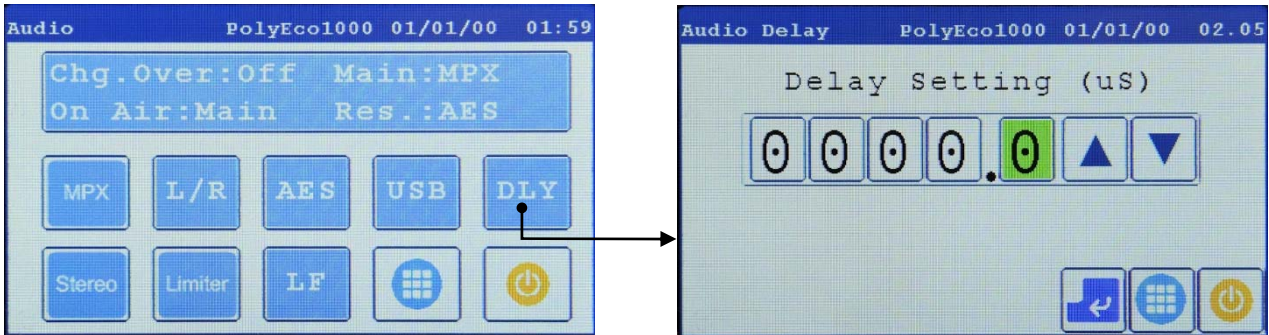 Audio PolyEco1000 01/01/00 01:59
Chg.Over:Off Main:MPX
On Air:Main Res.:AES
MPX L/R AES USB DLY
Stereo Limiter LF
Audio Delay PolyEco1000 01/01/00 02.05
Delay Setting (uS)
0000.0